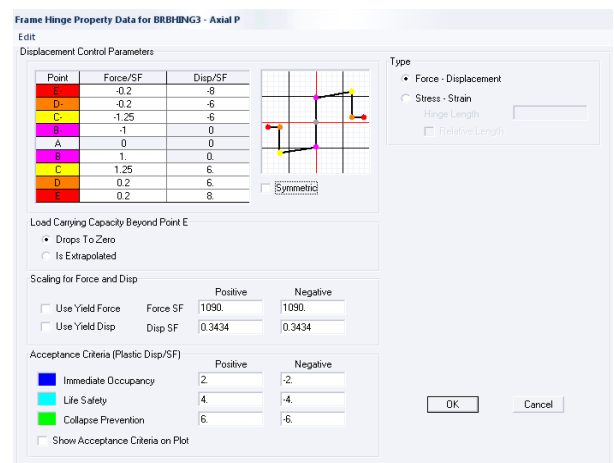 Frame Hinge Property Data for BRBHING3 - Axial P
Edit
Displacement Control Parameters
Point Force/SF Disp/SF
E- -0.2 -8
D- -0.2 -6
C- -1.25 -6
B- -1 0
A 0 0
B 1. 0.
C 1.25 6.
D 0.2 6.
E 0.2 8.
Symmetric
Type
Force - Displacement
Stress - Strain
Hinge Length
Relative Length
Load Carrying Capacity Beyond Point E
Drops To Zero
Is Extrapolated
Scaling for Force and Disp
Positive Negative
Use Yield Force Force SF 1090. 1090.
Use Yield Disp Disp SF 0.3434 0.3434
Acceptance Criteria (Plastic Disp/SF)
Positive Negative
Immediate Occupancy 2. -2.
Life Safety 4. -4.
Collapse Prevention 6. -6.
Show Acceptance Criteria on Plot
OK Cancel